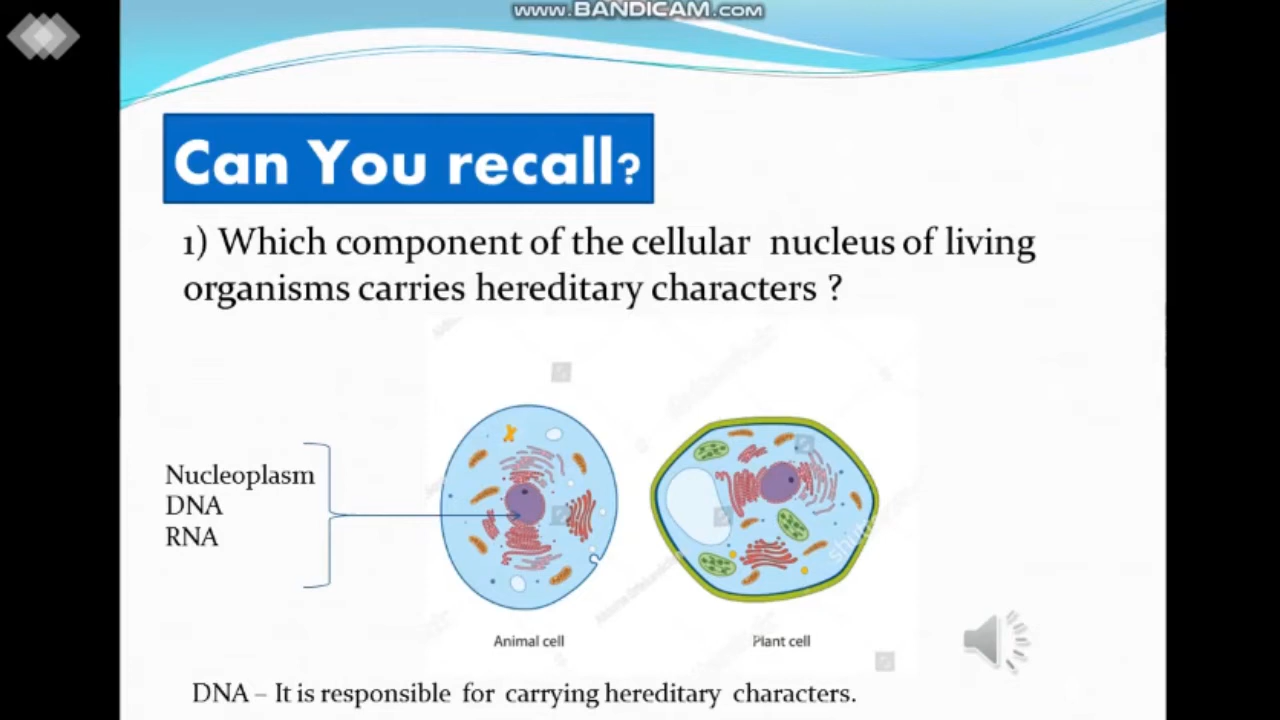 www.BANDICAM.com
Can You recall?
1) Which component of the cellular nucleus of living
organisms carries hereditary characters ?
Nucleoplasm
DNA
RNA
Animal cell
Plant cell
DNA – It is responsible for carrying hereditary characters.